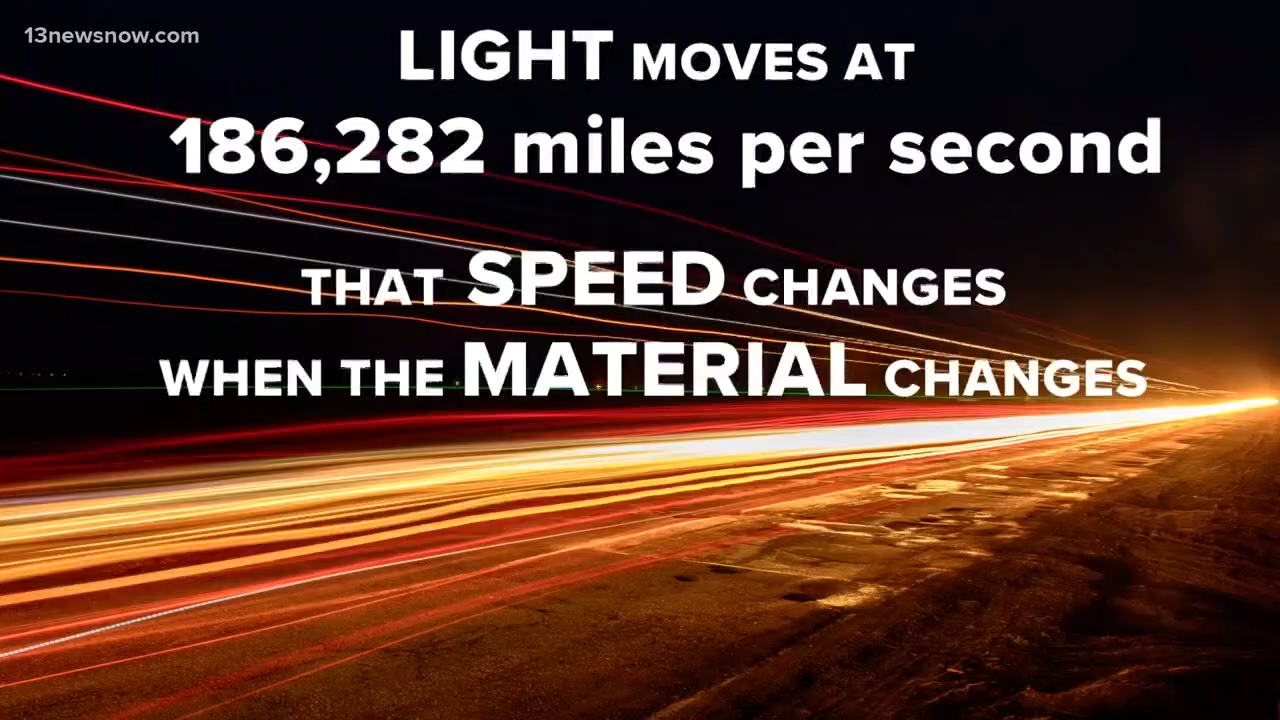 13newsnow.com
LIGHT MOVES AT
186,282 miles per second
THAT SPEED CHANGES
WHEN THE MATERIAL CHANGES